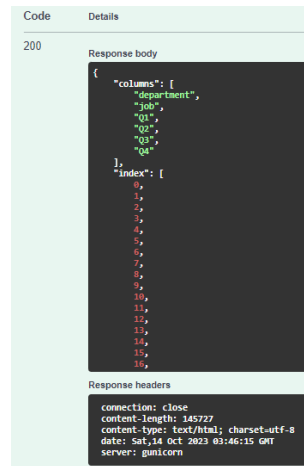 Code Details
200
Response body
{
"columns": [
"department",
"job",
"Q1",
"Q2",
"Q3",
"Q4"
],
"index": [
0,
1,
2,
3,
4,
5,
6,
7,
8,
9,
10,
11,
12,
13,
14,
15,
16,
Response headers
connection: close
content-length: 145727
content-type: text/html; charset=utf-8
date: Sat,14 Oct 2023 03:46:15 GMT
server: gunicorn